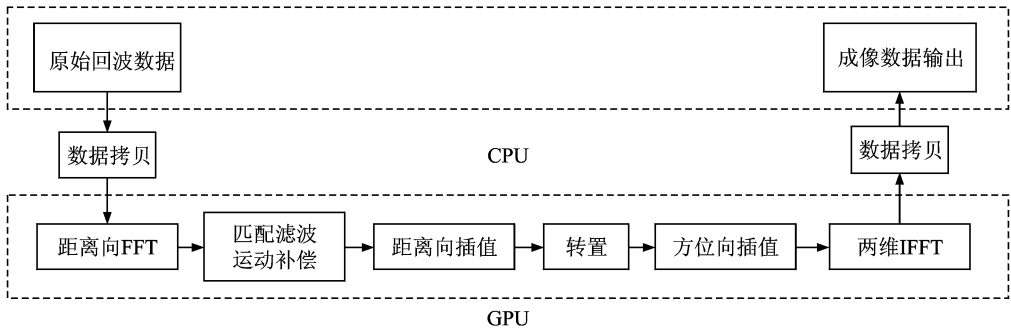 原始回波数据
成像数据输出
数据拷贝
CPU
数据拷贝
距离向FFT
匹配滤波
运动补偿
距离向插值
转置
方位向插值
两维IFFT
GPU